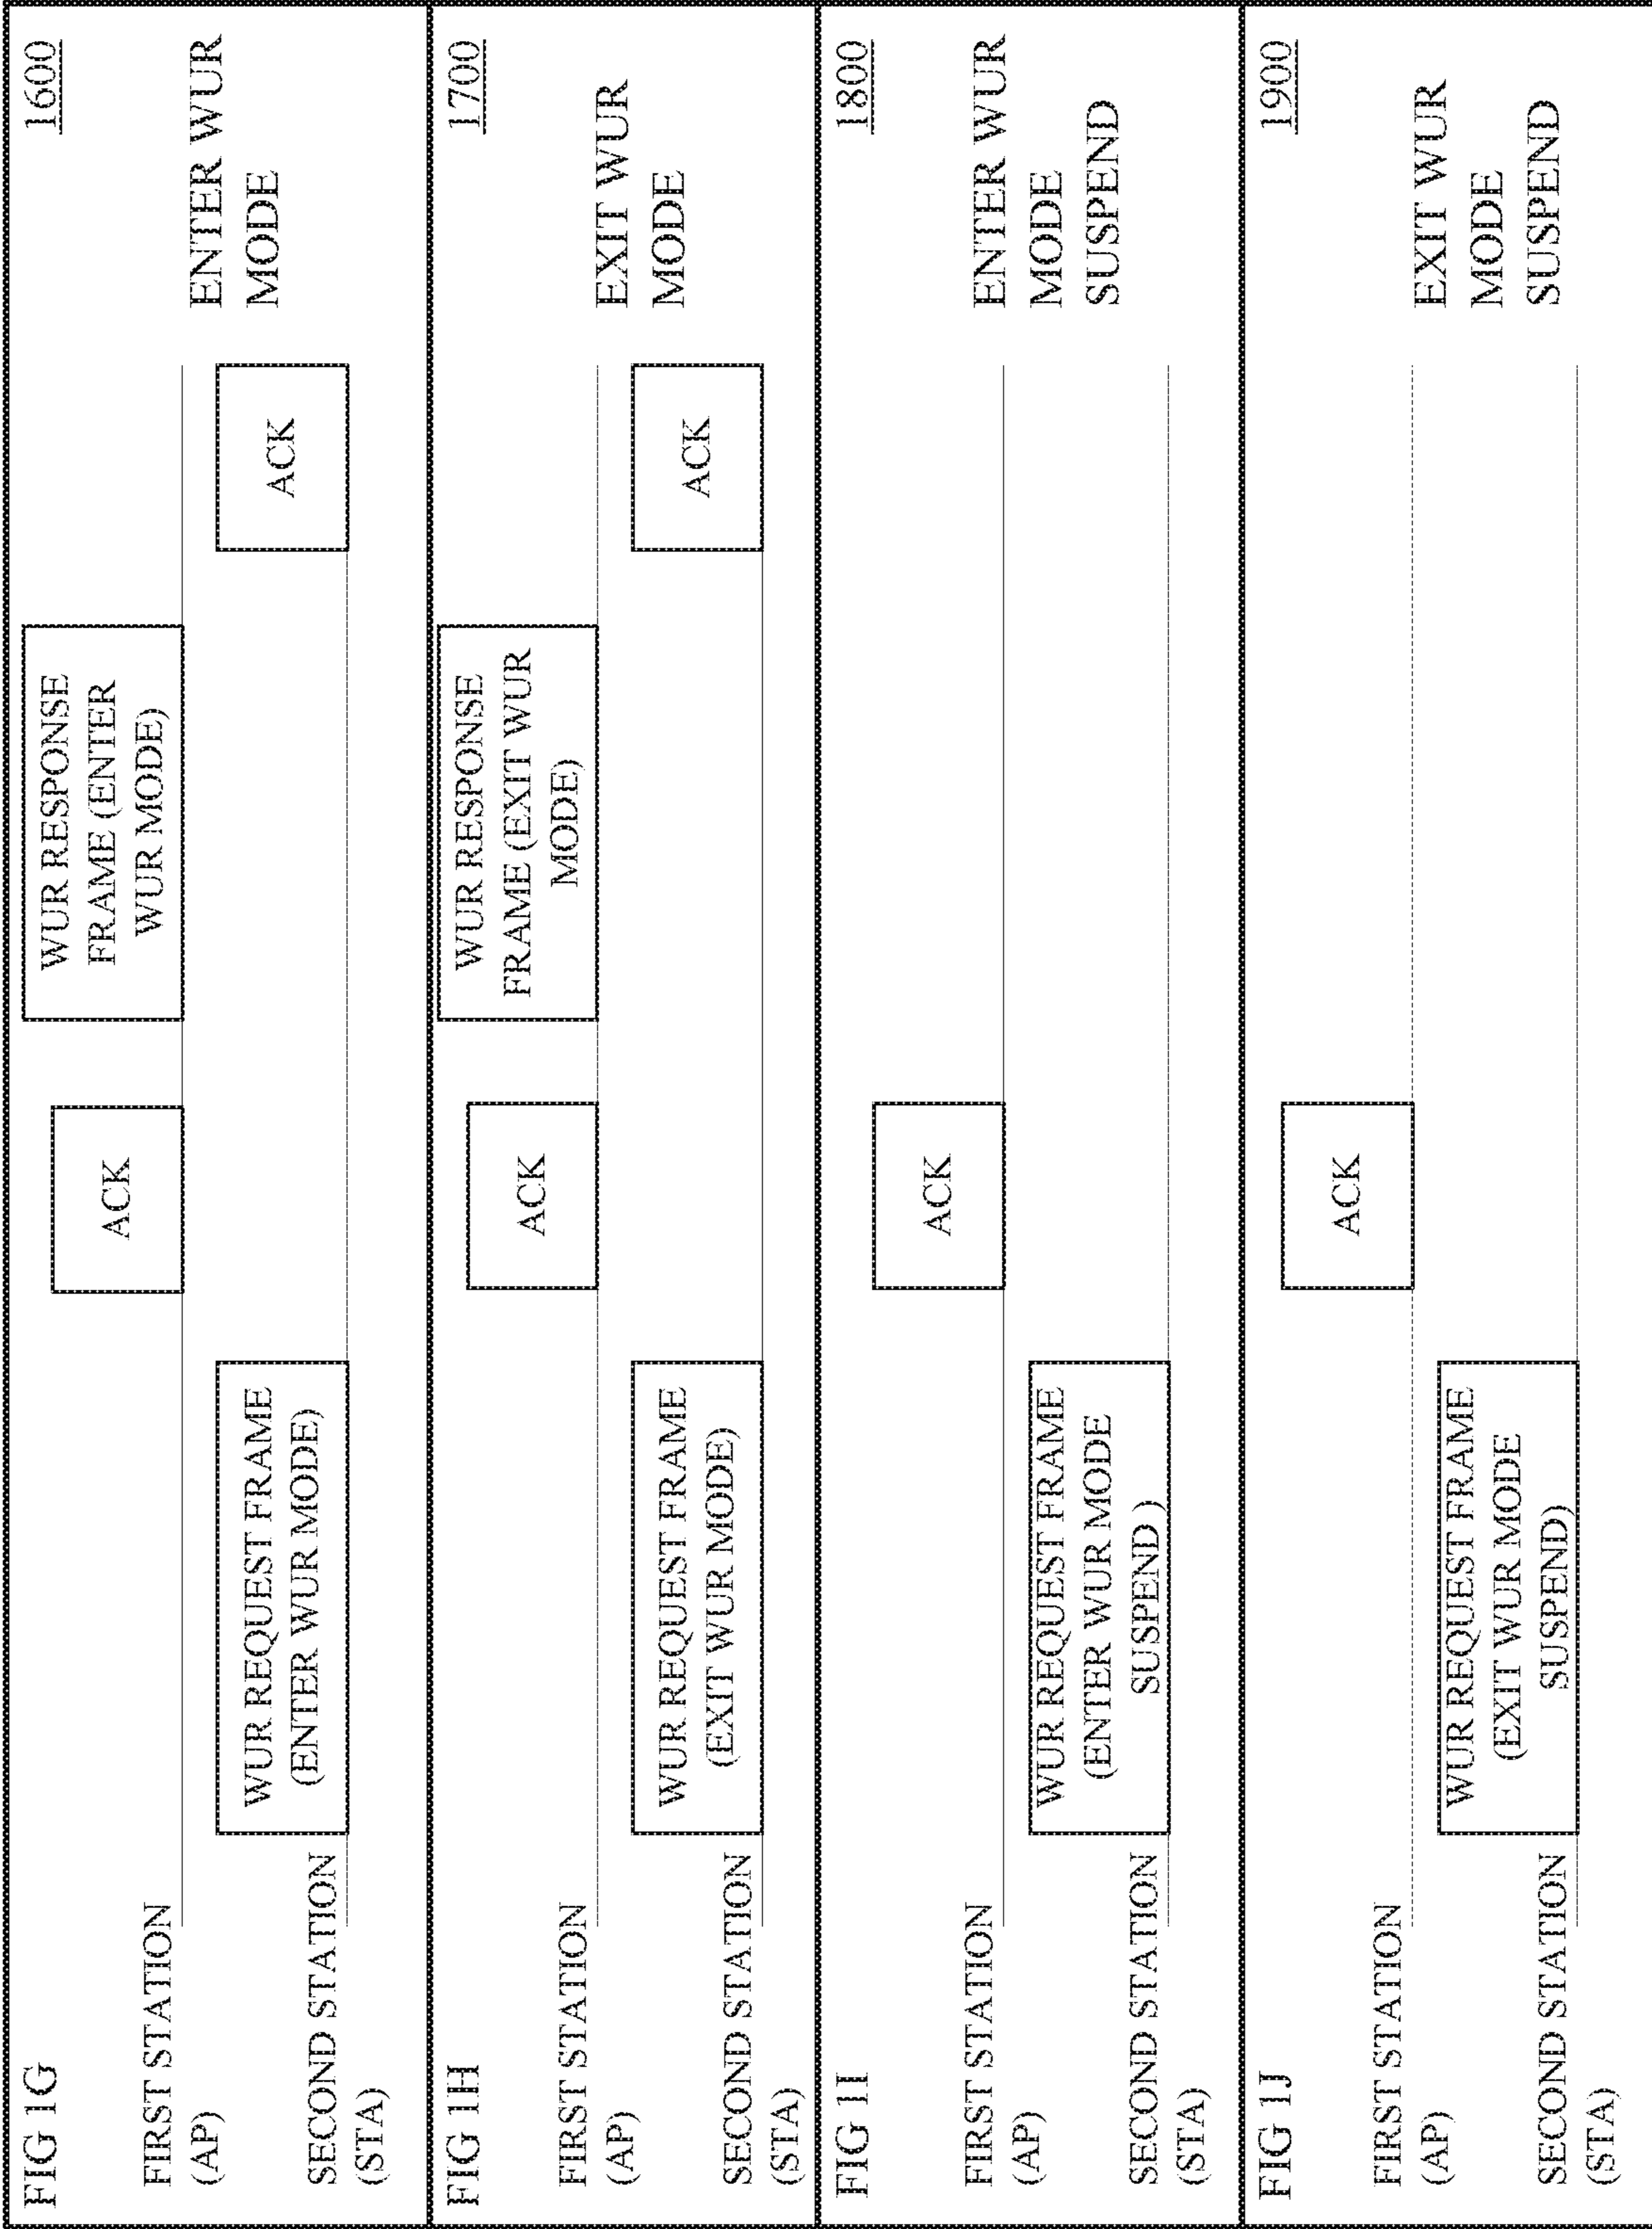 FIG 1G
1600
FIRST STATION
(AP)
ACK
WUR RESPONSE
FRAME (ENTER
WUR MODE)
ENTER WUR
MODE
SECOND STATION
(STA)
WUR REQUEST FRAME
(ENTER WUR MODE)
ACK
FIG 1H
1700
FIRST STATION
(AP)
ACK
WUR RESPONSE
FRAME (EXIT WUR
MODE)
EXIT WUR
MODE
SECOND STATION
(STA)
WUR REQUEST FRAME
(EXIT WUR MODE)
ACK
FIG 1I
1800
FIRST STATION
(AP)
ACK
ENTER WUR
MODE
SUSPEND
SECOND STATION
(STA)
WUR REQUEST FRAME
(ENTER WUR MODE
SUSPEND )
FIG 1J
1900
FIRST STATION
(AP)
ACK
EXIT WUR
MODE
SUSPEND
SECOND STATION
(STA)
WUR REQUEST FRAME
(EXIT WUR MODE
SUSPEND)